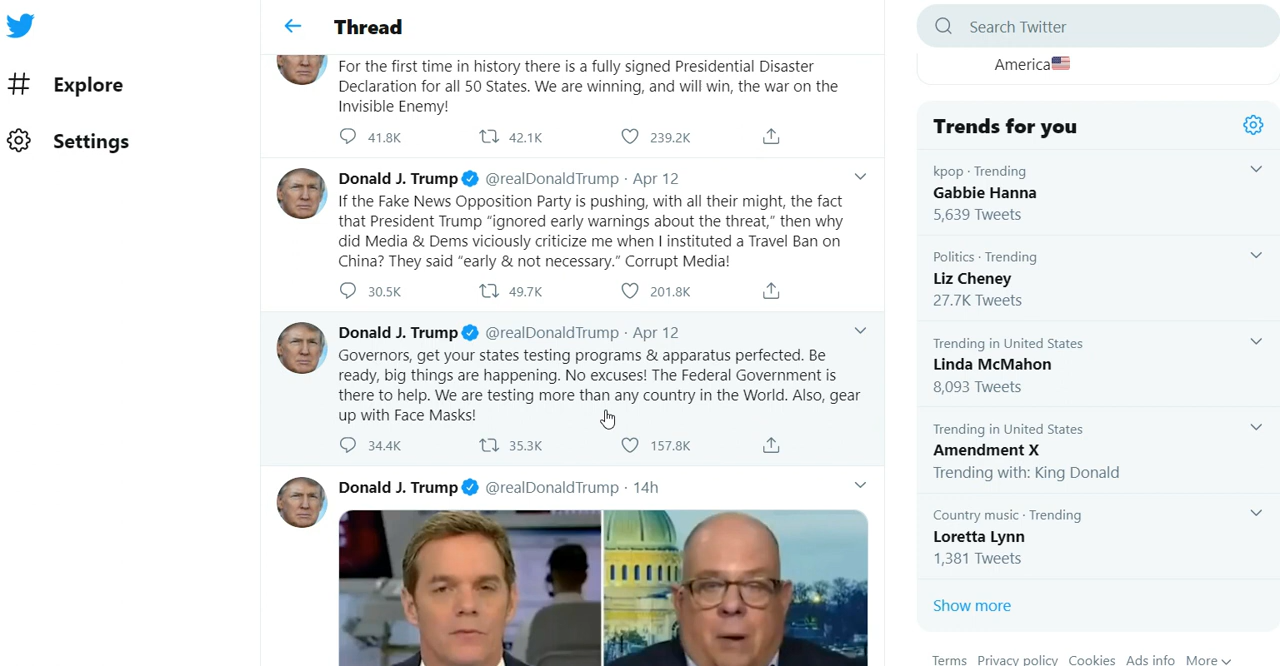 Explore
Settings
Thread
For the first time in history there is a fully signed Presidential Disaster
Declaration for all 50 States. We are winning, and will win, the war on the
Invisible Enemy!
41.8K 42.1K 239.2K
Donald J. Trump @realDonaldTrump · Apr 12
If the Fake News Opposition Party is pushing, with all their might, the fact
that President Trump “ignored early warnings about the threat,” then why
did Media & Dems viciously criticize me when I instituted a Travel Ban on
China? They said “early & not necessary.” Corrupt Media!
30.5K 49.7K 201.8K
Donald J. Trump @realDonaldTrump · Apr 12
Governors, get your states testing programs & apparatus perfected. Be
ready, big things are happening. No excuses! The Federal Government is
there to help. We are testing more than any country in the World. Also, gear
up with Face Masks!
34.4K 35.3K 157.8K
Donald J. Trump @realDonaldTrump · 14h
Search Twitter
America🇺🇸
Trends for you
kpop · Trending
Gabbie Hanna
5,639 Tweets
Politics · Trending
Liz Cheney
27.7K Tweets
Trending in United States
Linda McMahon
8,093 Tweets
Trending in United States
Amendment X
Trending with: King Donald
Country music · Trending
Loretta Lynn
1,381 Tweets
Show more
Terms Privacy policy Cookies Ads info More